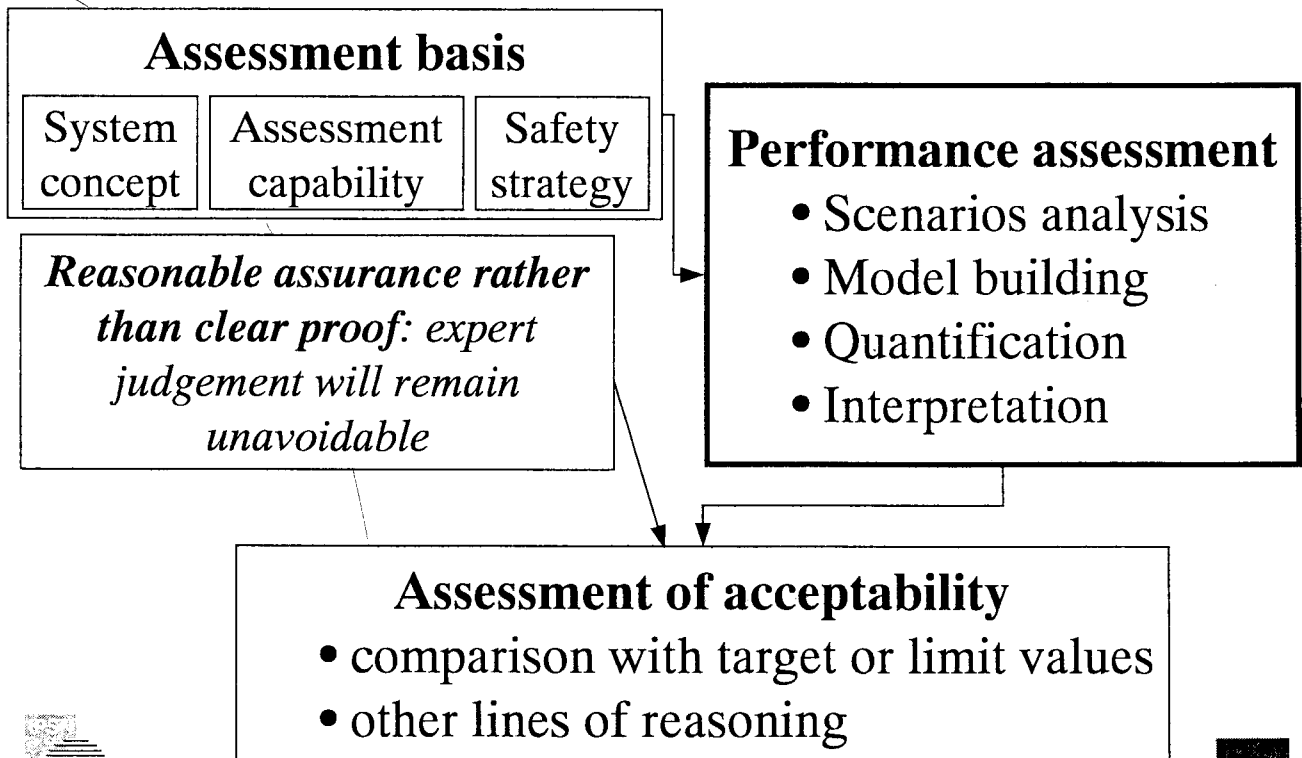 Assessment basis
System
concept
Assessment
capability
Safety
strategy
Performance assessment
• Scenarios analysis
• Model building
• Quantification
• Interpretation
Reasonable assurance rather
than clear proof: expert
judgement will remain
unavoidable
Assessment of acceptability
• comparison with target or limit values
• other lines of reasoning